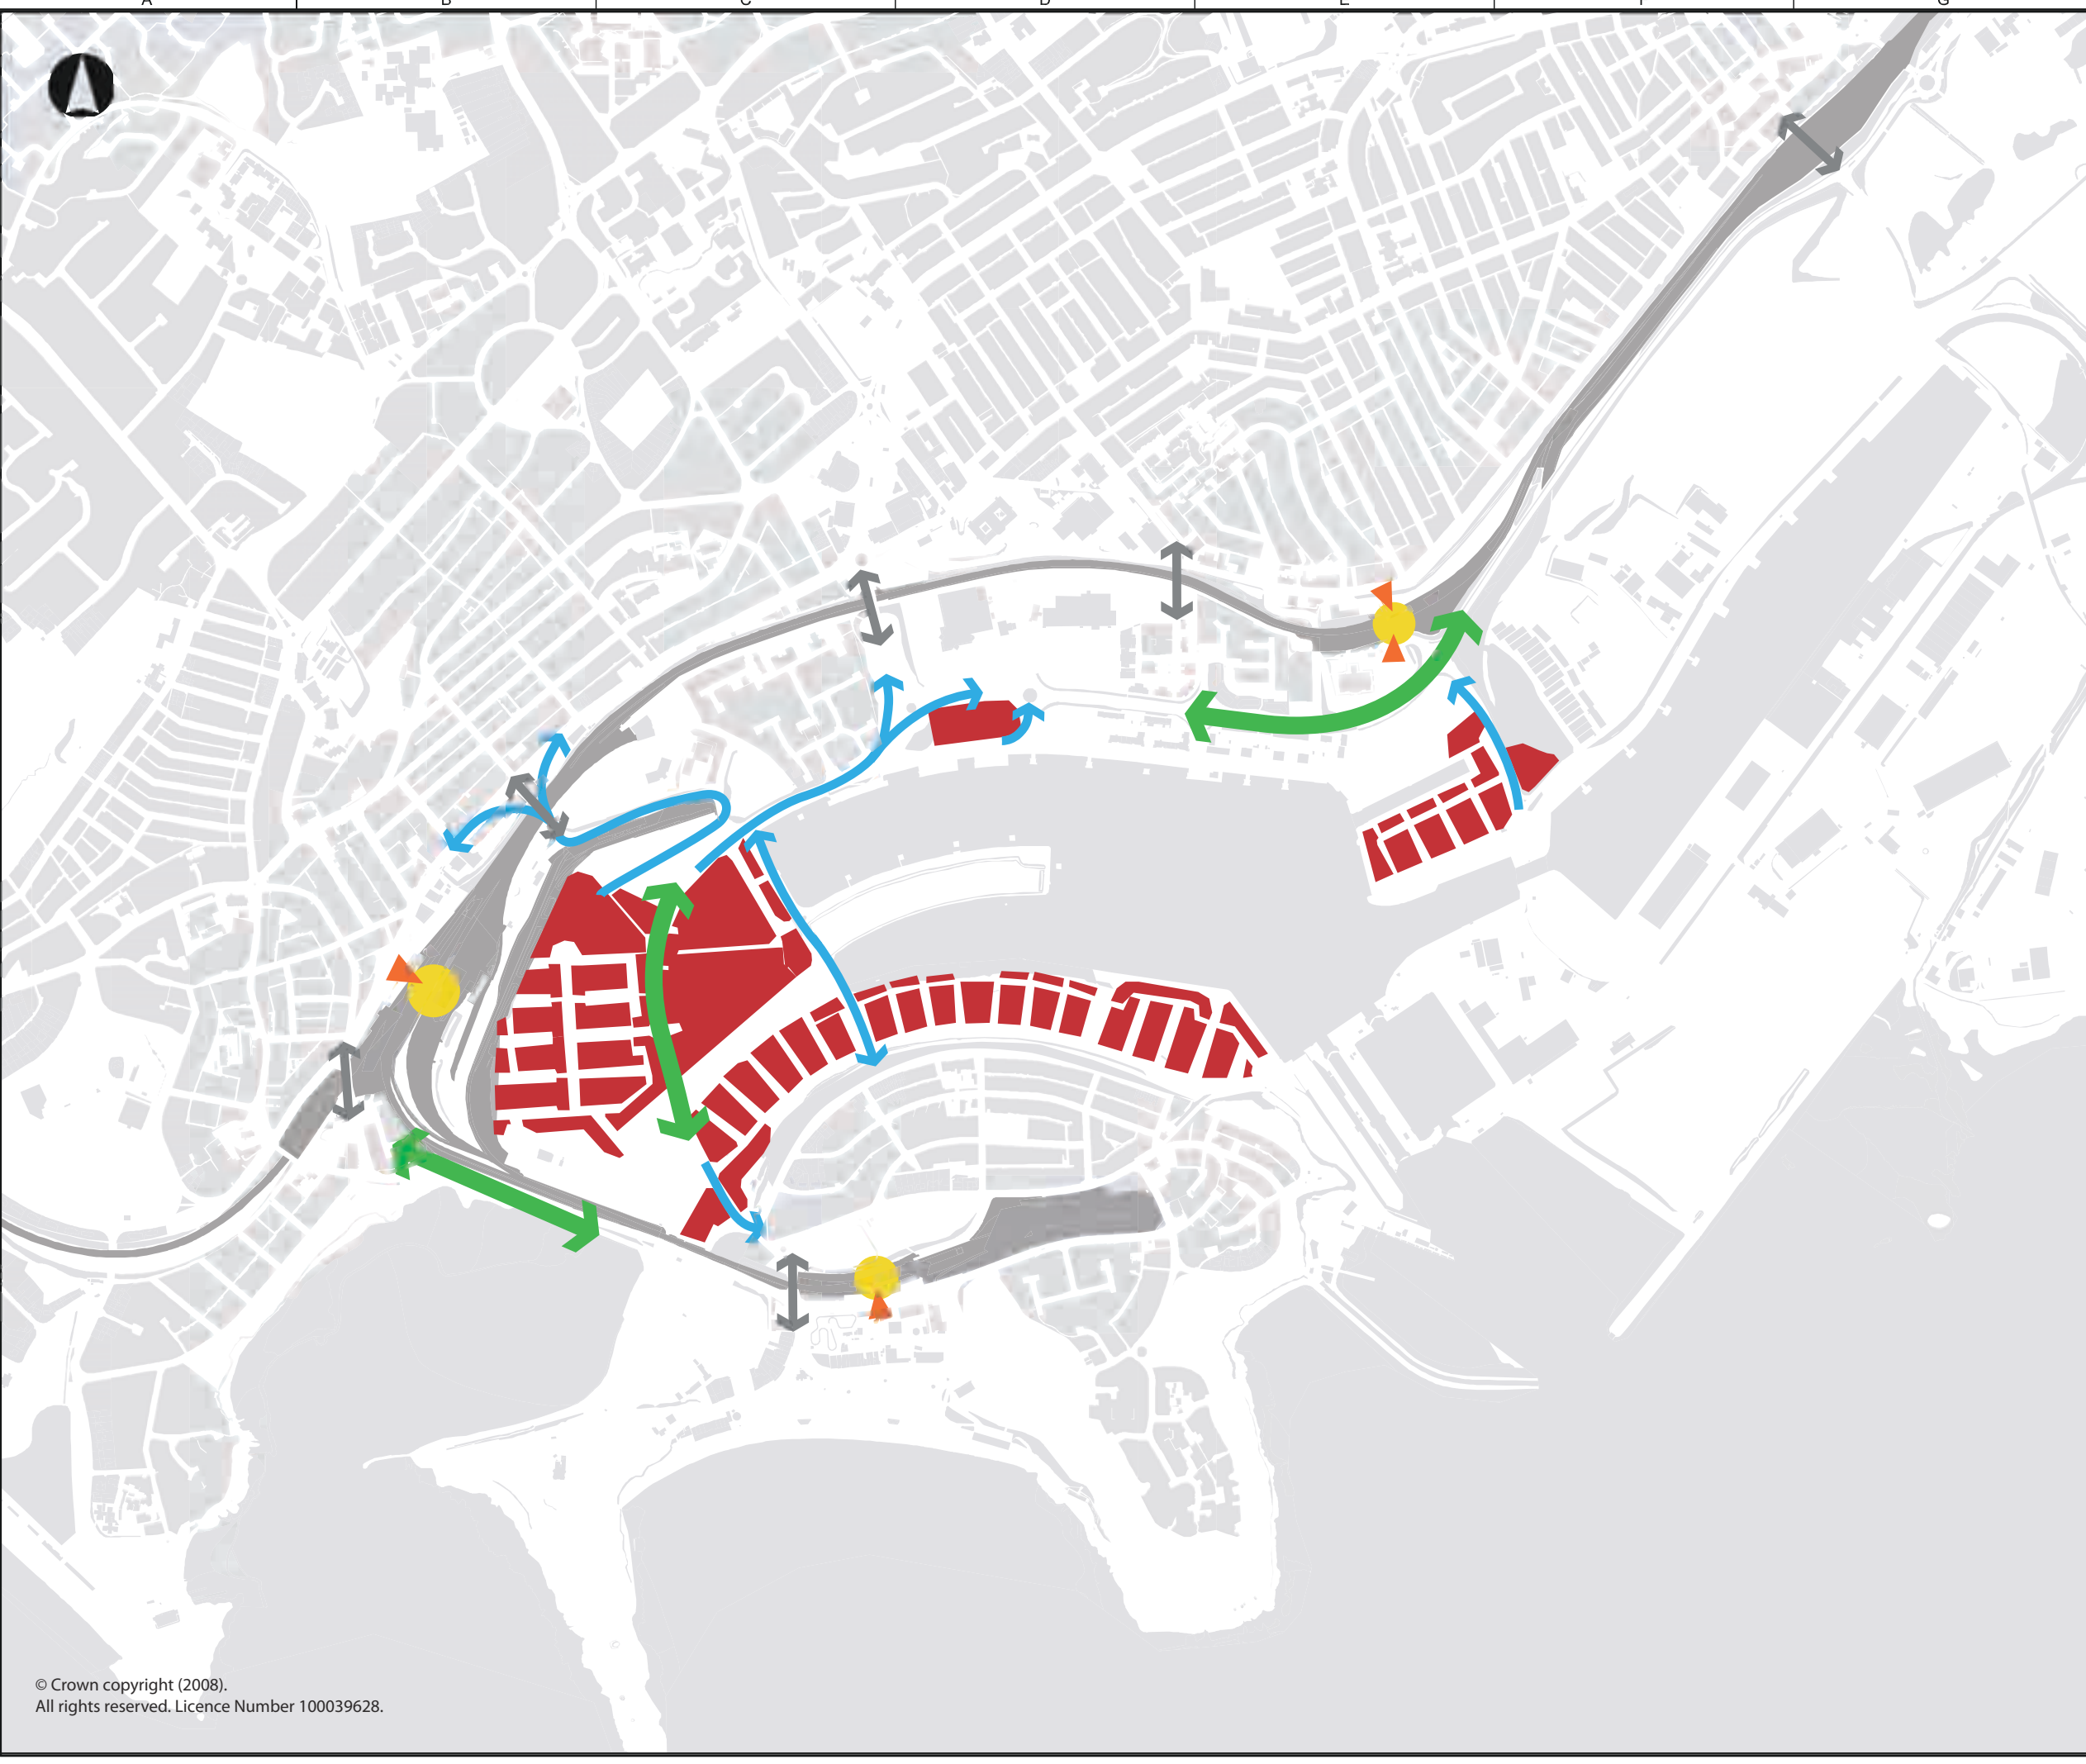 A B C D E F G
© Crown copyright (2008).
All rights reserved. Licence Number 100039628.